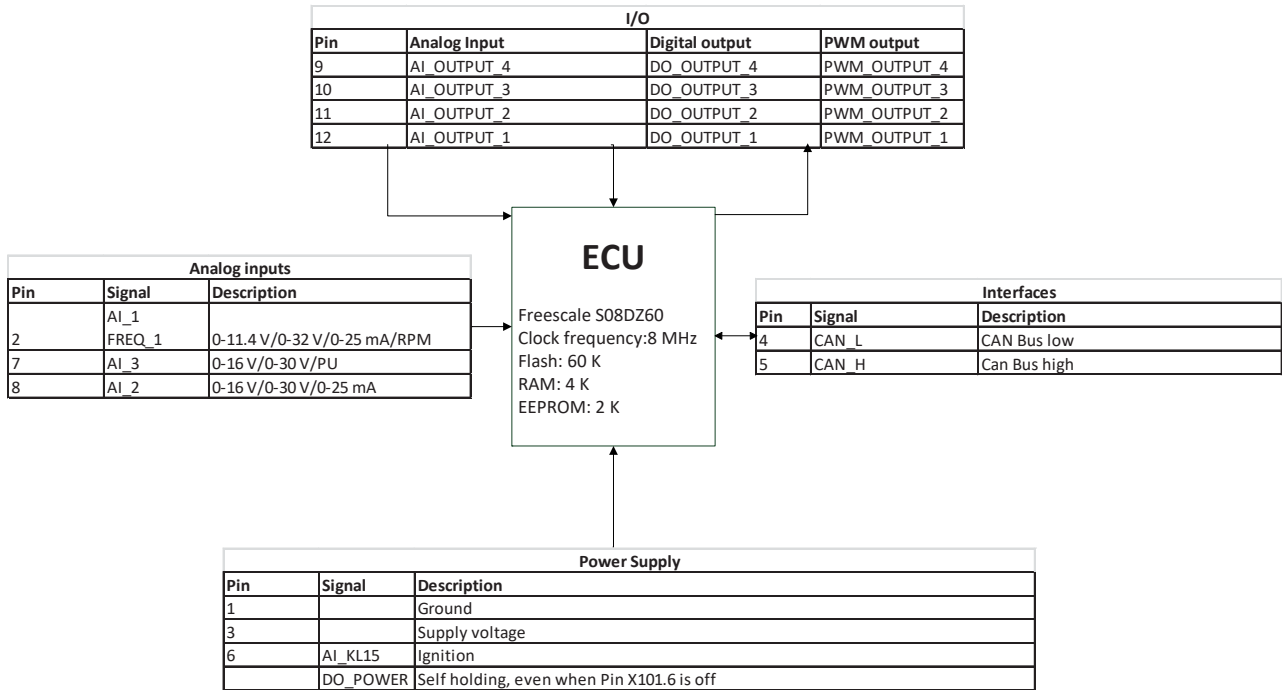 I/O
Pin Analog Input Digital output PWM output
9 AI_OUTPUT_4 DO_OUTPUT_4 PWM_OUTPUT_4
10 AI_OUTPUT_3 DO_OUTPUT_3 PWM_OUTPUT_3
11 AI_OUTPUT_2 DO_OUTPUT_2 PWM_OUTPUT_2
12 AI_OUTPUT_1 DO_OUTPUT_1 PWM_OUTPUT_1
Analog inputs
Pin Signal Description
AI_1
2 FREQ_1 0-11.4 V/0-32 V/0-25 mA/RPM
7 AI_3 0-16 V/0-30 V/PU
8 AI_2 0-16 V/0-30 V/0-25 mA
ECU
Freescale S08DZ60
Clock frequency:8 MHz
Flash: 60 K
RAM: 4 K
EEPROM: 2 K
Interfaces
Pin Signal Description
4 CAN_L CAN Bus low
5 CAN_H Can Bus high
Power Supply
Pin Signal Description
1 Ground
3 Supply voltage
6 AI_KL15 Ignition
DO_POWER Self holding, even when Pin X101.6 is off